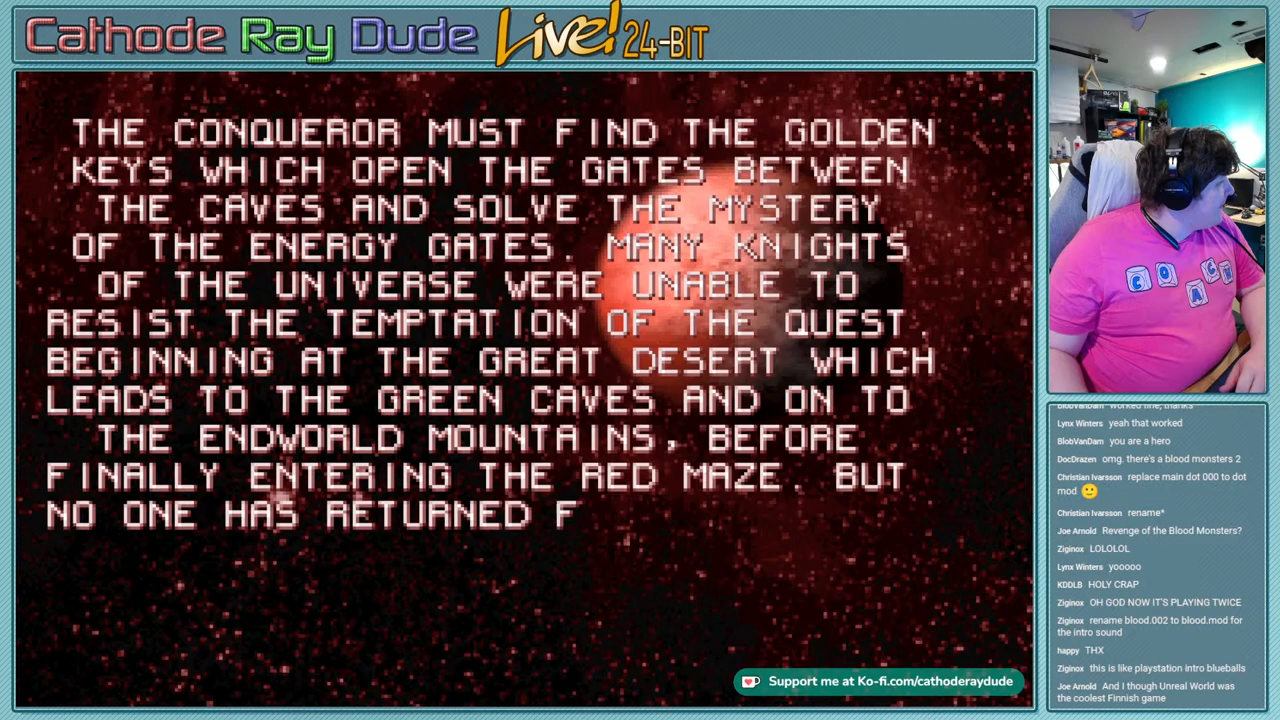 Cathode Ray Dude Live! 24-BIT
THE CONQUEROR MUST FIND THE GOLDEN
KEYS WHICH OPEN THE GATES BETWEEN
THE CAVES AND SOLVE THE MYSTERY
OF THE ENERGY GATES. MANY KNIGHTS
OF THE UNIVERSE WERE UNABLE TO
RESIST THE TEMPTATION OF THE QUEST.
BEGINNING AT THE GREAT DESERT WHICH
LEADS TO THE GREEN CAVES AND ON TO
THE ENDWORLD MOUNTAINS, BEFORE
FINALLY ENTERING THE RED MAZE. BUT
NO ONE HAS RETURNED F
Support me at Ko-fi.com/cathoderaydude
BlobVanDam worked fine, thanks
Lynx Winters yeah that worked
BlobVanDam you are a hero
DocDrazen omg. there's a blood monsters 2
Christian Ivarsson replace main dot 000 to dot
mod 🙂
Christian Ivarsson rename*
Joe Arnold Revenge of the Blood Monsters?
Ziginox LOLOLOL
Lynx Winters yooooo
KDDLB HOLY CRAP
Ziginox OH GOD NOW IT'S PLAYING TWICE
Ziginox rename blood.002 to blood.mod for
the intro sound
happy THX
Ziginox this is like playstation intro blueballs
Joe Arnold And I though Unreal World was
the coolest Finnish game